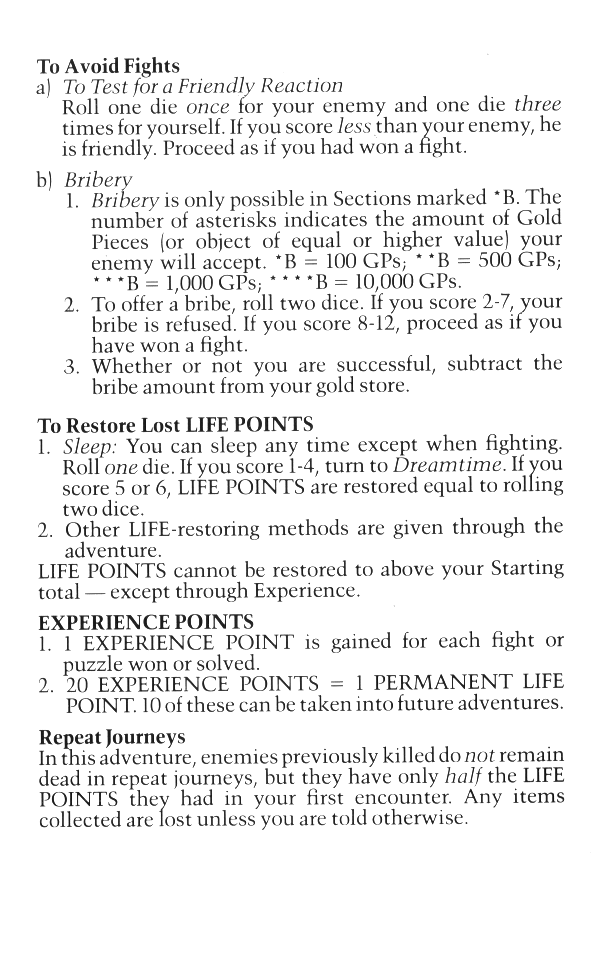 To Avoid Fights
a) To Test for a Friendly Reaction
Roll one die once for your enemy and one die three
times for yourself. If you score less than your enemy, he
is friendly. Proceed as if you had won a fight.
b) Bribery
1. Bribery is only possible in Sections marked *B. The
number of asterisks indicates the amount of Gold
Pieces (or object of equal or higher value) your
enemy will accept. *B = 100 GPs; **B = 500 GPs;
***B = 1,000 GPs; ****B = 10,000 GPs.
2. To offer a bribe, roll two dice. If you score 2-7, your
bribe is refused. If you score 8-12, proceed as if you
have won a fight.
3. Whether or not you are successful, subtract the
bribe amount from your gold store.
To Restore Lost LIFE POINTS
1. Sleep: You can sleep any time except when fighting.
Roll one die. If you score 1-4, turn to Dreamtime. If you
score 5 or 6, LIFE POINTS are restored equal to rolling
two dice.
2. Other LIFE-restoring methods are given through the
adventure.
LIFE POINTS cannot be restored to above your Starting
total — except through Experience.
EXPERIENCE POINTS
1. 1 EXPERIENCE POINT is gained for each fight or
puzzle won or solved.
2. 20 EXPERIENCE POINTS = 1 PERMANENT LIFE
POINT. 10 of these can be taken into future adventures.
Repeat Journeys
In this adventure, enemies previously killed do not remain
dead in repeat journeys, but they have only half the LIFE
POINTS they had in your first encounter. Any items
collected are lost unless you are told otherwise.